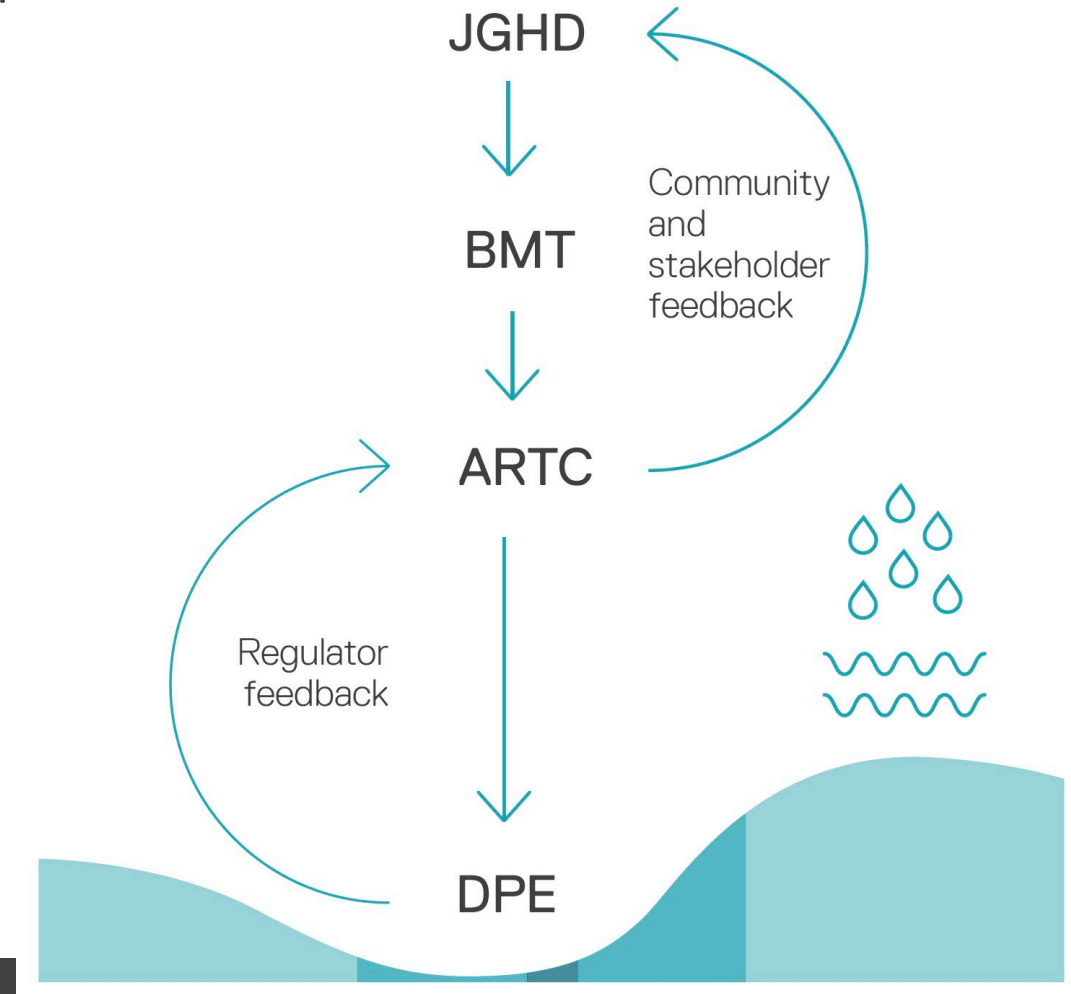 JGHD
Community
and
stakeholder
feedback
BMT
ARTC
Regulator
feedback
DPE